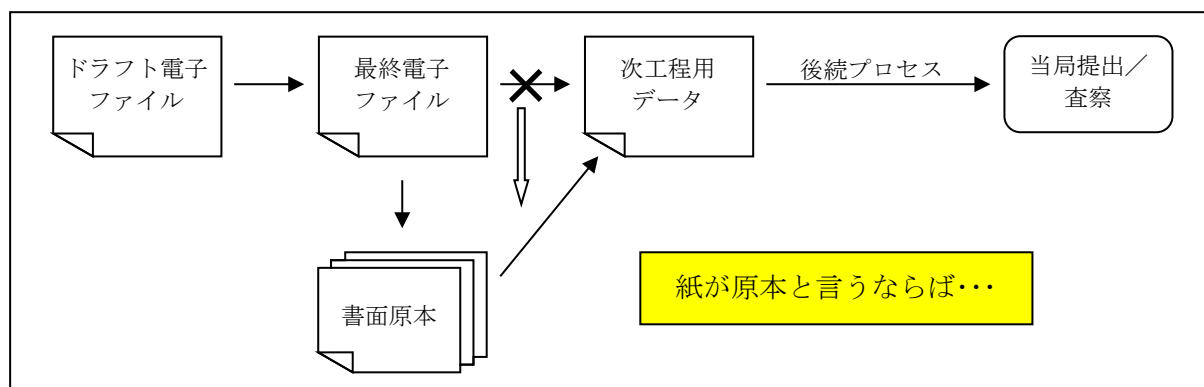 ドラフト電子
ファイル
最終電子
ファイル
次工程用
データ
後続プロセス
当局提出／
査察
書面原本
紙が原本と言うならば･･･